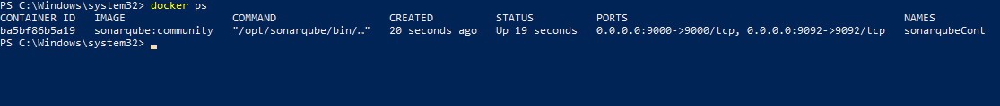 PS C:\Windows\system32> docker ps
CONTAINER ID   IMAGE                 COMMAND                  CREATED          STATUS          PORTS                                            NAMES
ba5bf86b5a19   sonarqube:community   "/opt/sonarqube/bin/…"   20 seconds ago   Up 19 seconds   0.0.0.0:9000->9000/tcp, 0.0.0.0:9092->9092/tcp   sonarqubeCont
PS C:\Windows\system32>